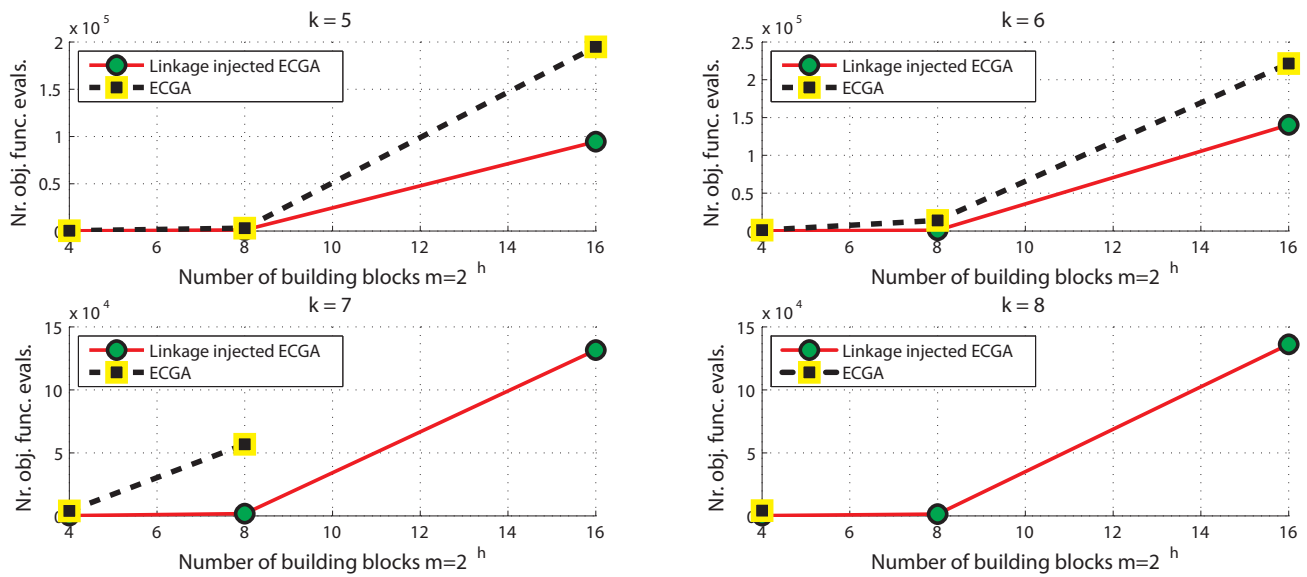 k = 5
x 10 5
2
1.5
1
0.5
0
Nr. obj. func. evals.
Linkage injected ECGA
ECGA
4 6 8 10 12 14 16
Number of building blocks m=2 h
k = 6
x 10 5
2.5
2
1.5
1
0.5
0
Nr. obj. func. evals.
Linkage injected ECGA
ECGA
4 6 8 10 12 14 16
Number of building blocks m=2 h
k = 7
x 10 4
15
10
5
0
Nr. obj. func. evals.
Linkage injected ECGA
ECGA
4 6 8 10 12 14 16
Number of building blocks m=2 h
k = 8
x 10 4
15
10
5
0
Nr. obj. func. evals.
Linkage injected ECGA
ECGA
4 6 8 10 12 14 16
Number of building blocks m=2 h